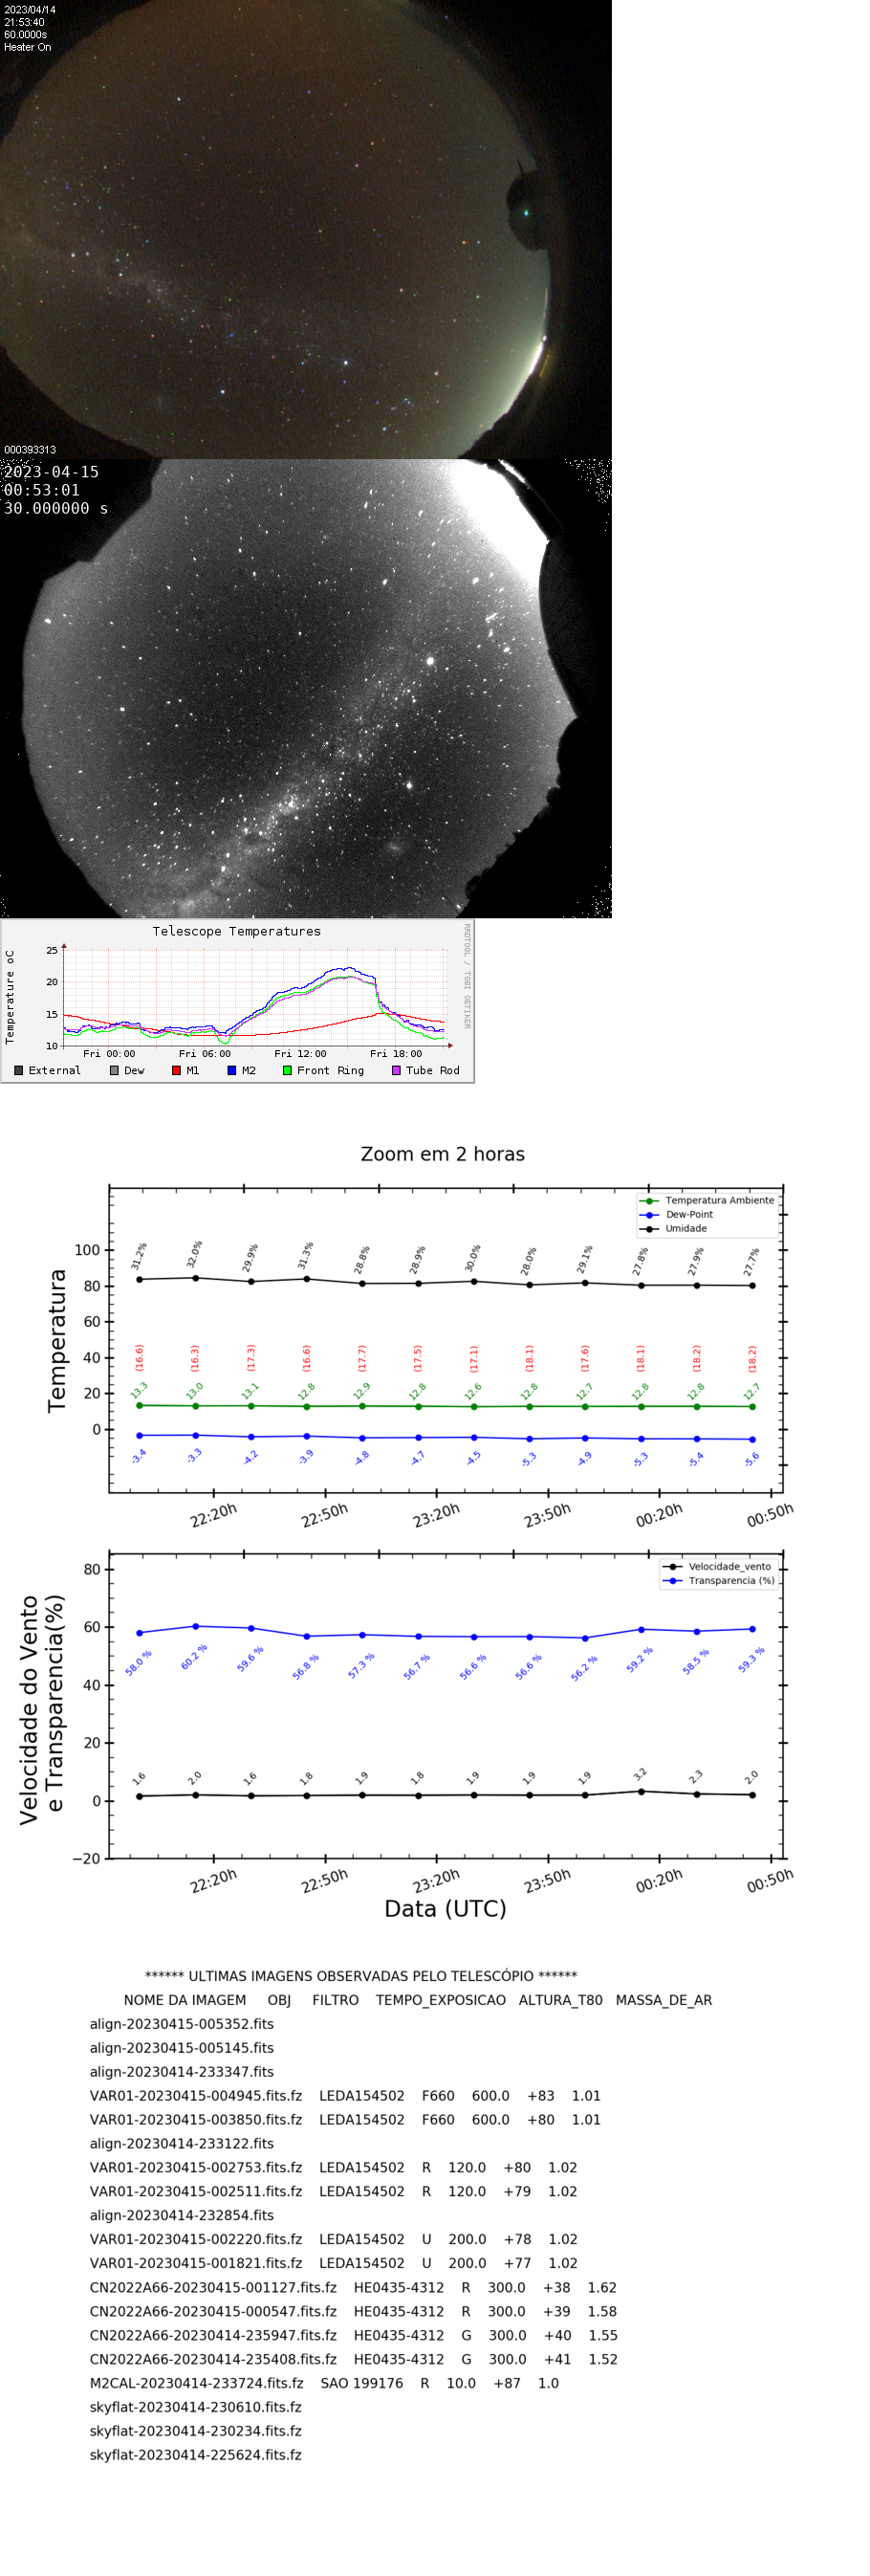 2023/04/14
21:53:40
60.0000s
Heater On
000393313
2023-04-15
00:53:01
30.000000 s
Telescope Temperatures
RRDTOOL / TOBI OETIKER
Temperature oC
25
20
15
10
Fri 00:00 Fri 06:00 Fri 12:00 Fri 18:00
External Dew M1 M2 Front Ring Tube Rod
Zoom em 2 horas
Temperatura Ambiente
Dew-Point
Umidade
Temperatura
100
80
60
40
20
0
31.2% 32.0% 29.9% 31.3% 28.8% 28.9% 30.0% 28.0% 29.1% 27.8% 27.9% 27.7%
(16.6) (16.3) (17.3) (16.6) (17.7) (17.5) (17.1) (18.1) (17.6) (18.1) (18.2) (18.2)
13.3 13.0 13.1 12.8 12.9 12.8 12.6 12.8 12.7 12.8 12.8 12.7
-3.4 -3.3 -4.2 -3.9 -4.8 -4.7 -4.5 -5.3 -4.9 -5.3 -5.4 -5.6
22:20h 22:50h 23:20h 23:50h 00:20h 00:50h
Velocidade_vento
Transparencia (%)
Velocidade do Vento
e Transparencia(%)
80
60
40
20
0
−20
58.0 % 60.2 % 59.6 % 56.8 % 57.3 % 56.7 % 56.6 % 56.6 % 56.2 % 59.2 % 58.5 % 59.3 %
1.6 2.0 1.6 1.8 1.9 1.8 1.9 1.9 1.9 3.2 2.3 2.0
22:20h 22:50h 23:20h 23:50h 00:20h 00:50h
Data (UTC)
****** ULTIMAS IMAGENS OBSERVADAS PELO TELESCÓPIO ******
NOME DA IMAGEM OBJ FILTRO TEMPO_EXPOSICAO ALTURA_T80 MASSA_DE_AR
align-20230415-005352.fits
align-20230415-005145.fits
align-20230414-233347.fits
VAR01-20230415-004945.fits.fz LEDA154502 F660 600.0 +83 1.01
VAR01-20230415-003850.fits.fz LEDA154502 F660 600.0 +80 1.01
align-20230414-233122.fits
VAR01-20230415-002753.fits.fz LEDA154502 R 120.0 +80 1.02
VAR01-20230415-002511.fits.fz LEDA154502 R 120.0 +79 1.02
align-20230414-232854.fits
VAR01-20230415-002220.fits.fz LEDA154502 U 200.0 +78 1.02
VAR01-20230415-001821.fits.fz LEDA154502 U 200.0 +77 1.02
CN2022A66-20230415-001127.fits.fz HE0435-4312 R 300.0 +38 1.62
CN2022A66-20230415-000547.fits.fz HE0435-4312 R 300.0 +39 1.58
CN2022A66-20230414-235947.fits.fz HE0435-4312 G 300.0 +40 1.55
CN2022A66-20230414-235408.fits.fz HE0435-4312 G 300.0 +41 1.52
M2CAL-20230414-233724.fits.fz SAO 199176 R 10.0 +87 1.0
skyflat-20230414-230610.fits.fz
skyflat-20230414-230234.fits.fz
skyflat-20230414-225624.fits.fz